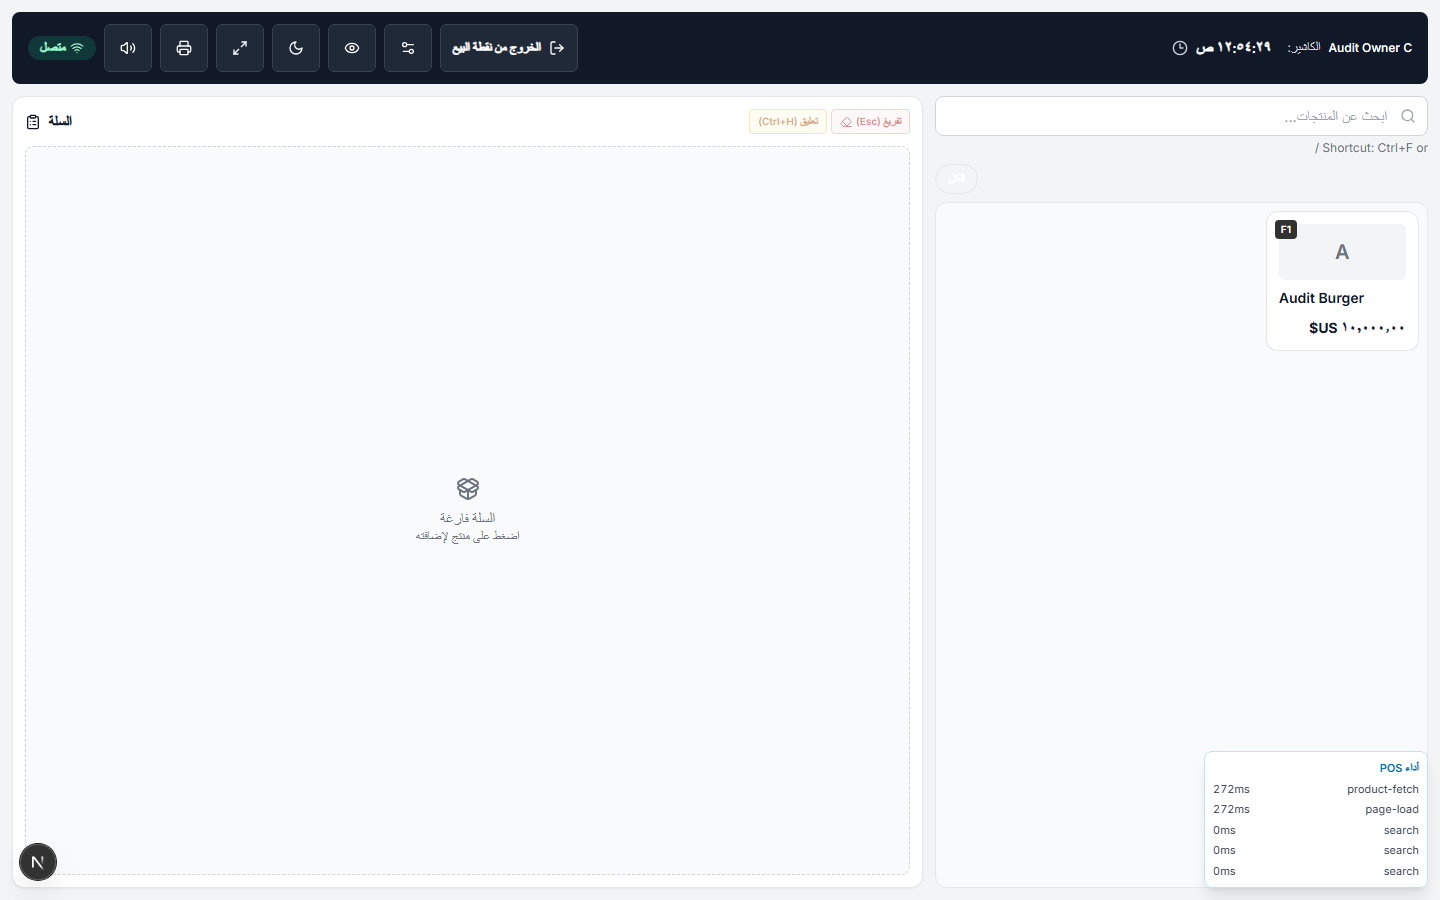 Audit Owner C الكاشير: ١٢:٥٤:٢٩ ص
الخروج من نقطة البيع
متصل
ابحث عن المنتجات...
Shortcut: Ctrl+F or /
الكل
F1
A
Audit Burger
١٠,٠٠٠,٠٠ US$
السلة
تفريغ (Esc)
تعليق (Ctrl+H)
السلة فارغة
اضغط على منتج لإضافته
أداء POS
product-fetch 272ms
page-load 272ms
search 0ms
search 0ms
search 0ms
N